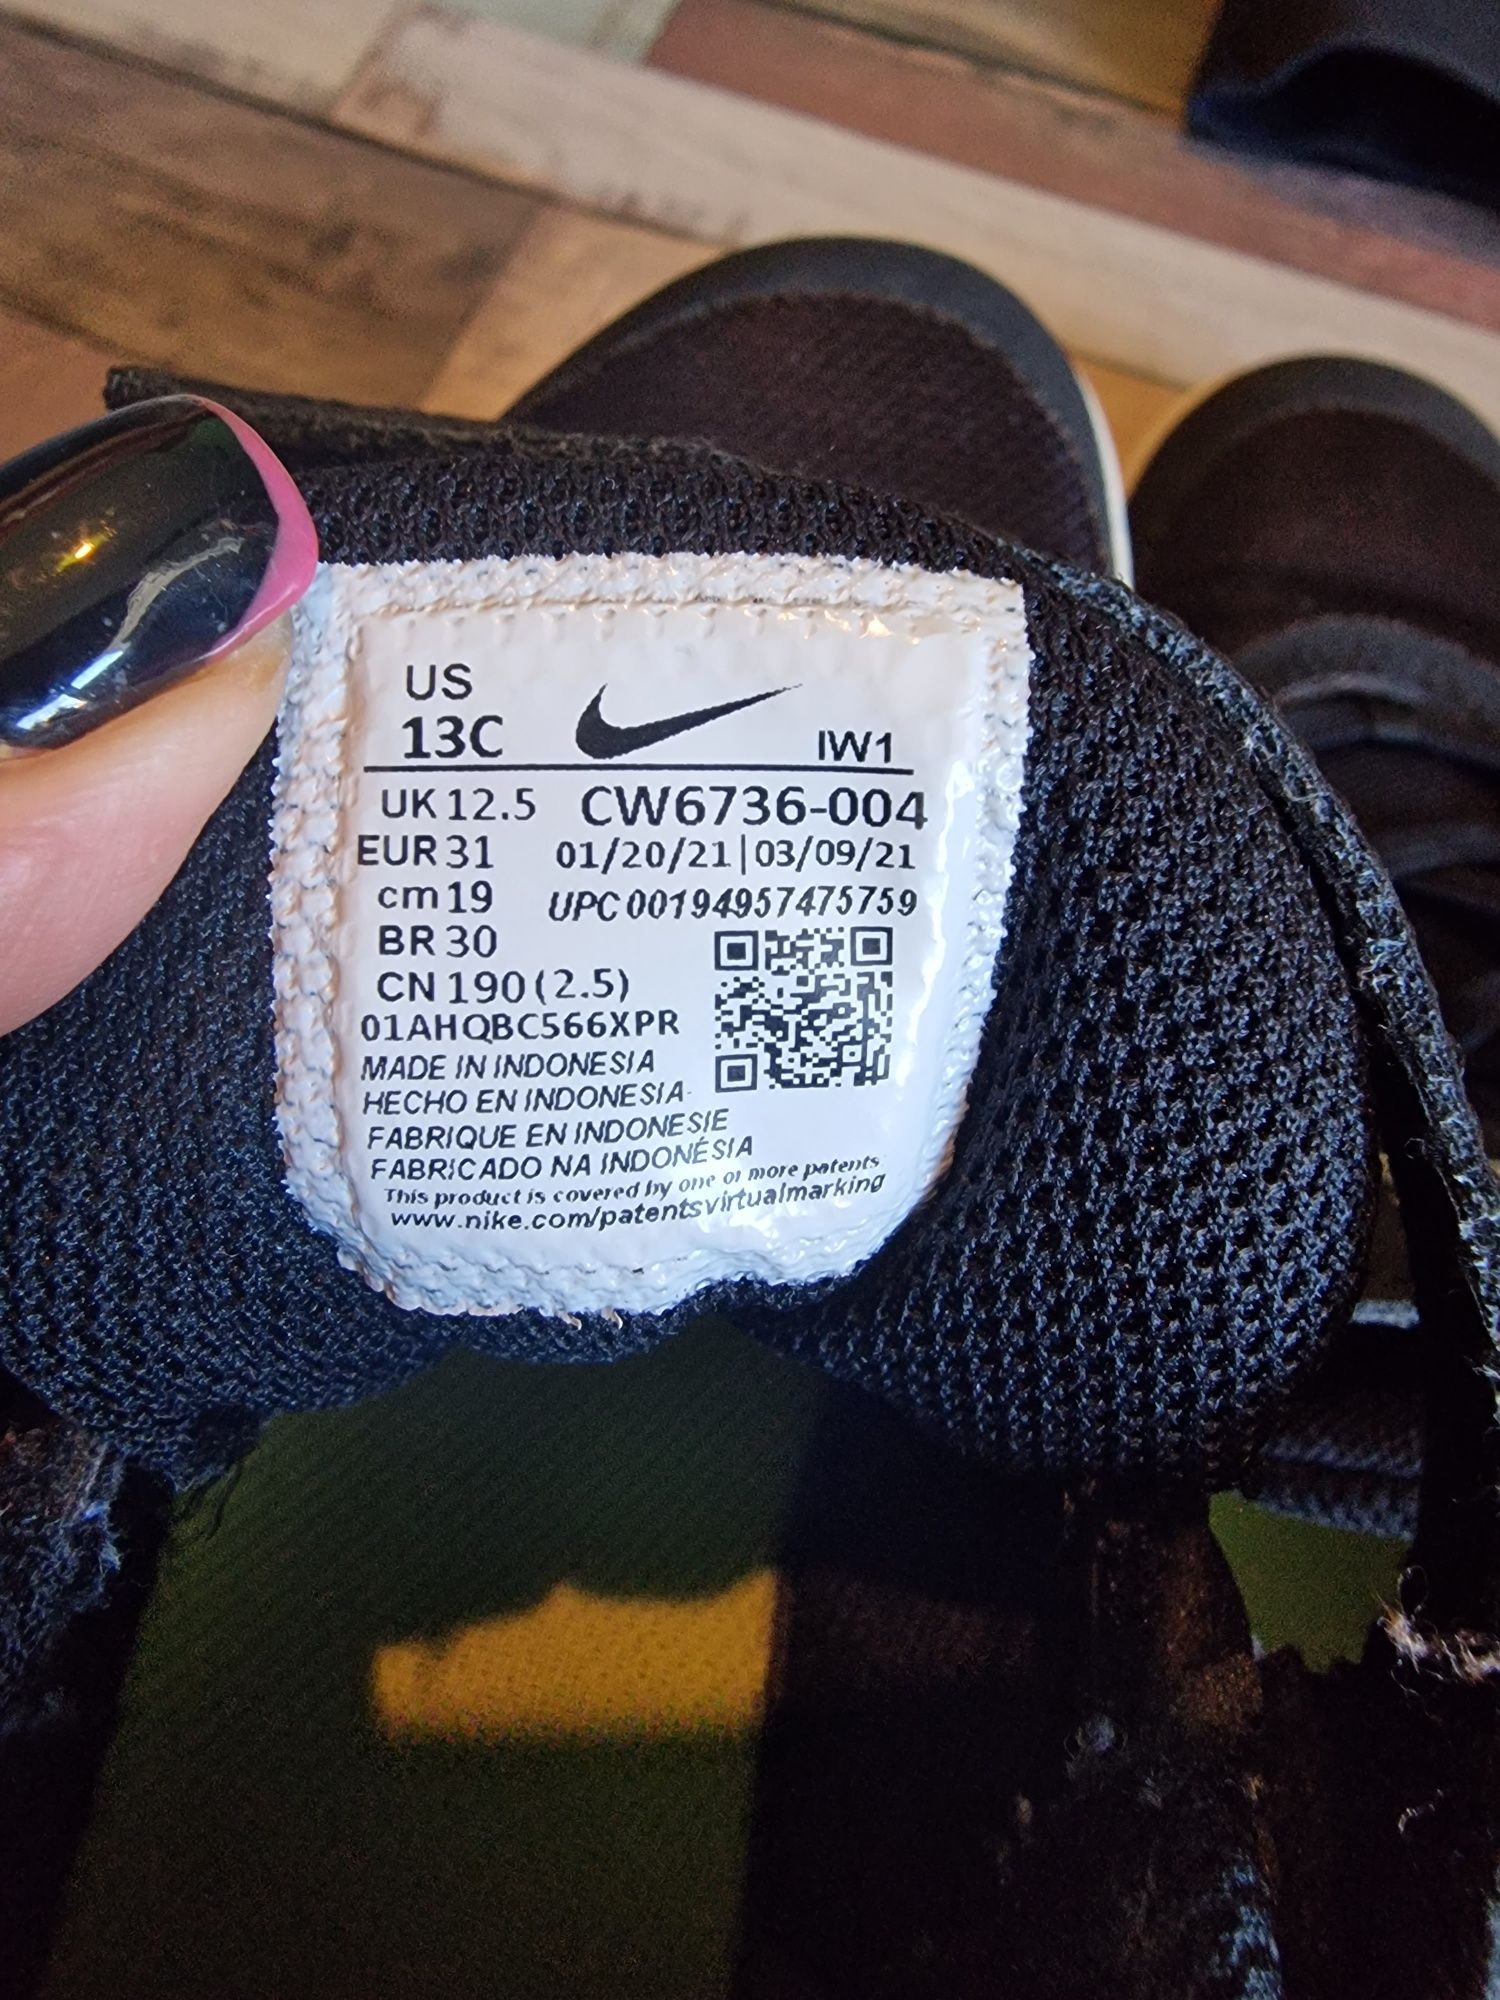 US
13C
IW1
UK 12.5 CW6736-004
EUR 31 01/20/21|03/09/21
cm 19 UPC 00194957475759
BR 30
CN 190 (2.5)
01AHQBC566XPR
MADE IN INDONESIA
HECHO EN INDONESIA
FABRIQUE EN INDONESIE
FABRICADO NA INDONÉSIA
This product is covered by one or more patents
www.nike.com/patentsvirtualmarking